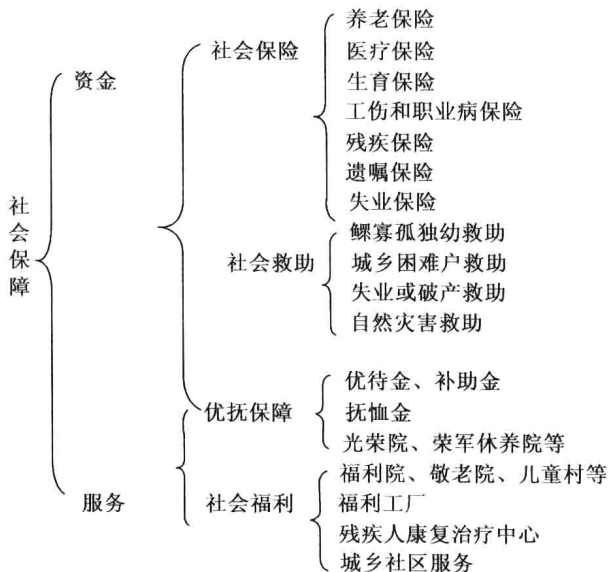 社会保障
资金
社会保险
养老保险
医疗保险
生育保险
工伤和职业病保险
残疾保险
遗嘱保险
失业保险
社会救助
鳏寡孤独幼救助
城乡困难户救助
失业或破产救助
自然灾害救助
优抚保障
优待金、补助金
抚恤金
光荣院、荣军休养院等
服务
社会福利
福利院、敬老院、儿童村等
福利工厂
残疾人康复治疗中心
城乡社区服务